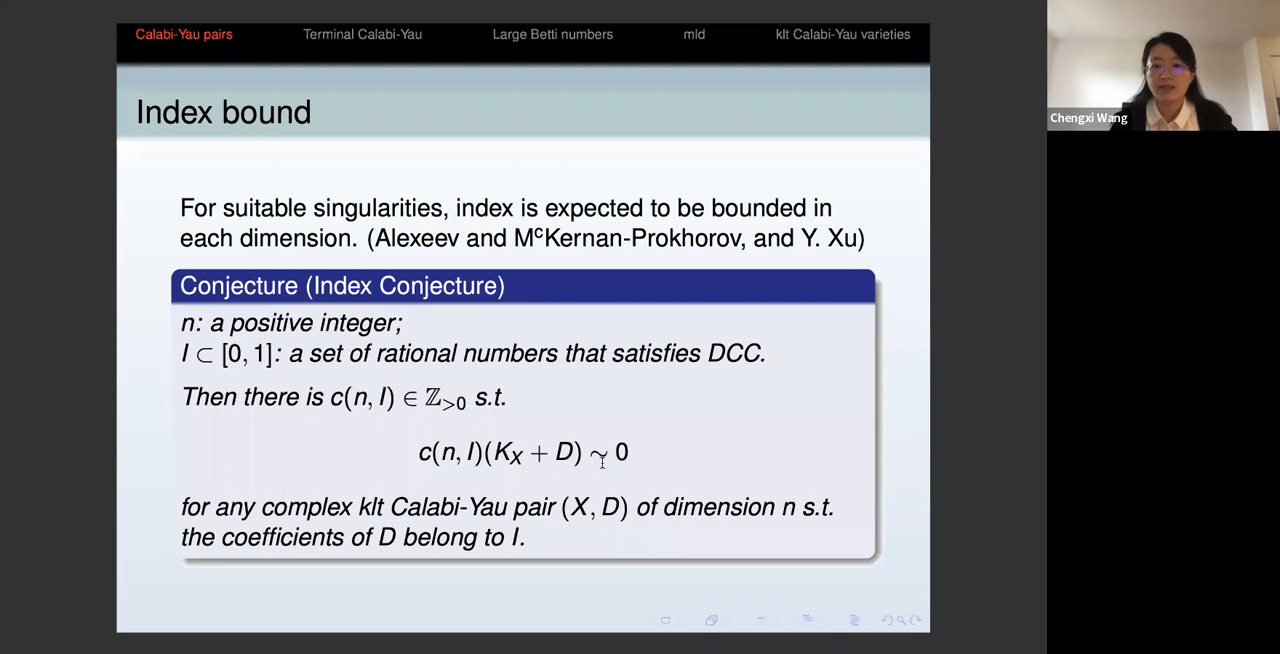 Calabi-Yau pairs Terminal Calabi-Yau Large Betti numbers mld klt Calabi-Yau varieties
Index bound
For suitable singularities, index is expected to be bounded in
each dimension. (Alexeev and MᶜKernan-Prokhorov, and Y. Xu)
Conjecture (Index Conjecture)
n: a positive integer;
I ⊂ [0, 1]: a set of rational numbers that satisfies DCC.
Then there is c(n, I) ∈ ℤ_{>0} s.t.
c(n, I)(K_X + D) ∼ 0
for any complex klt Calabi-Yau pair (X, D) of dimension n s.t.
the coefficients of D belong to I.
Chengxi Wang